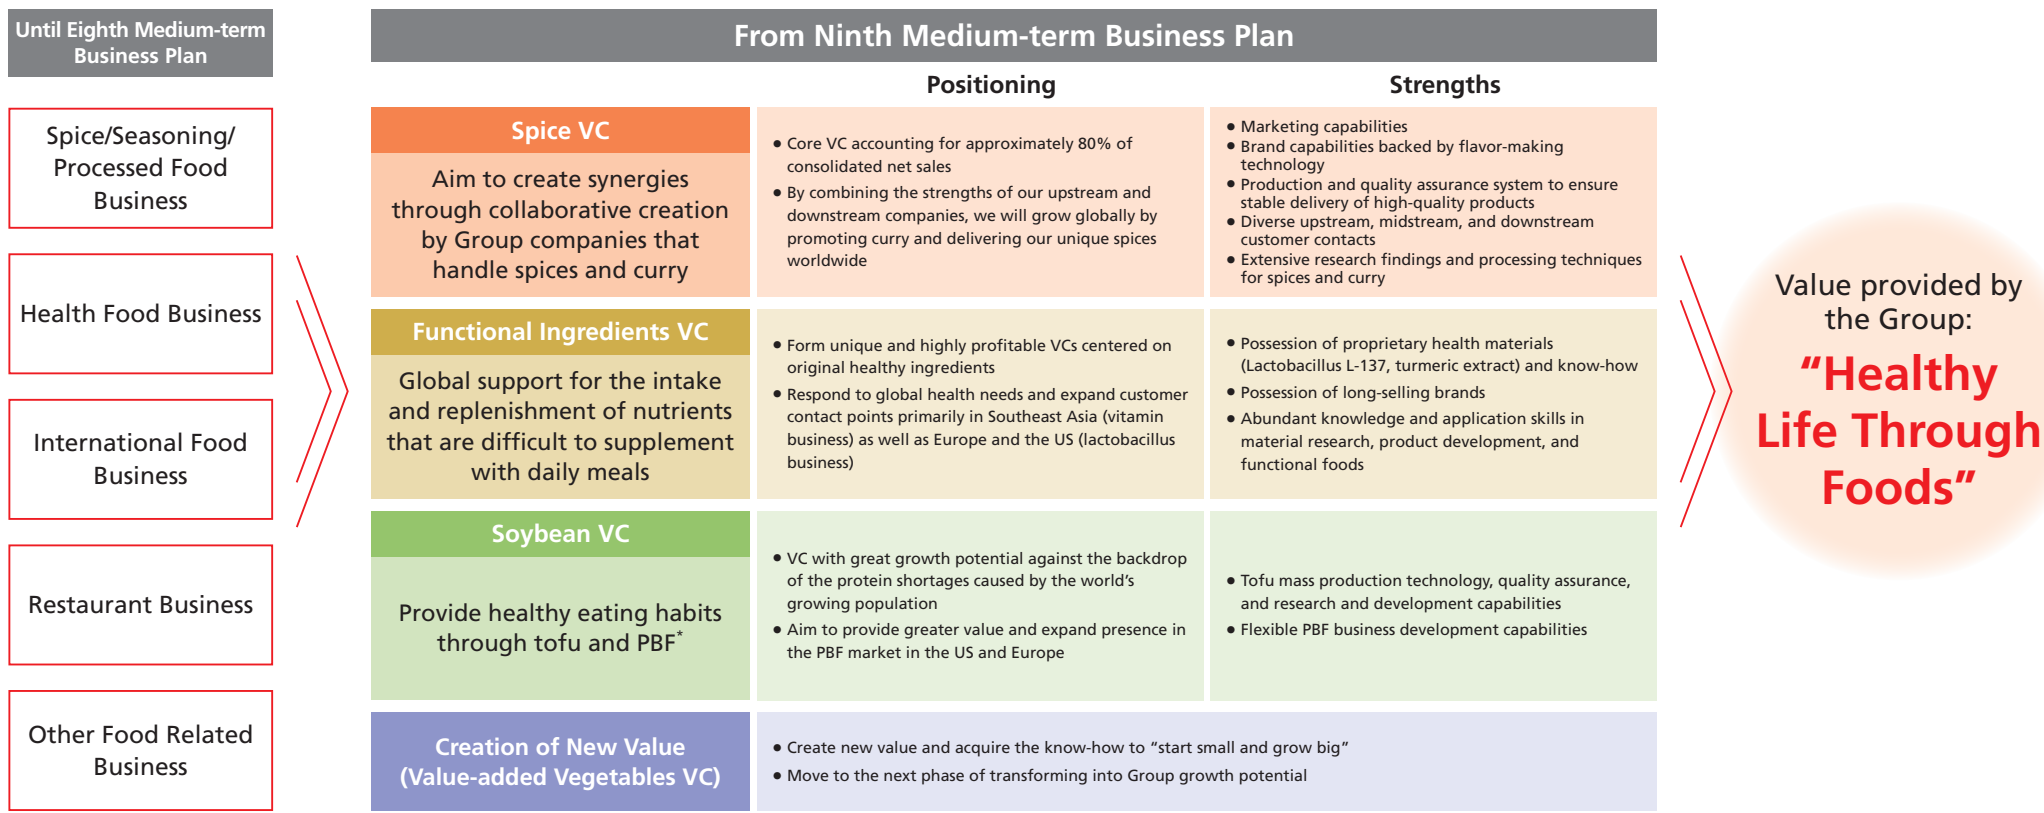 Until Eighth Medium-term
Business Plan
Spice/Seasoning/
Processed Food
Business
Health Food Business
International Food
Business
Restaurant Business
Other Food Related
Business
From Ninth Medium-term Business Plan
Positioning
Strengths
Spice VC
Aim to create synergies
through collaborative creation
by Group companies that
handle spices and curry
● Core VC accounting for approximately 80% of
consolidated net sales
● By combining the strengths of our upstream and
downstream companies, we will grow globally by
promoting curry and delivering our unique spices
worldwide
● Marketing capabilities
● Brand capabilities backed by flavor-making
technology
● Production and quality assurance system to ensure
stable delivery of high-quality products
● Diverse upstream, midstream, and downstream
customer contacts
● Extensive research findings and processing techniques
for spices and curry
Functional Ingredients VC
Global support for the intake
and replenishment of nutrients
that are difficult to supplement
with daily meals
● Form unique and highly profitable VCs centered on
original healthy ingredients
● Respond to global health needs and expand customer
contact points primarily in Southeast Asia (vitamin
business) as well as Europe and the US (lactobacillus
business)
● Possession of proprietary health materials
(Lactobacillus L-137, turmeric extract) and know-how
● Possession of long-selling brands
● Abundant knowledge and application skills in
material research, product development, and
functional foods
Soybean VC
Provide healthy eating habits
through tofu and PBF*
● VC with great growth potential against the backdrop
of the protein shortages caused by the world's
growing population
● Aim to provide greater value and expand presence in
the PBF market in the US and Europe
● Tofu mass production technology, quality assurance,
and research and development capabilities
● Flexible PBF business development capabilities
Creation of New Value
(Value-added Vegetables VC)
● Create new value and acquire the know-how to “start small and grow big”
● Move to the next phase of transforming into Group growth potential
Value provided by
the Group:
“Healthy
Life Through
Foods”